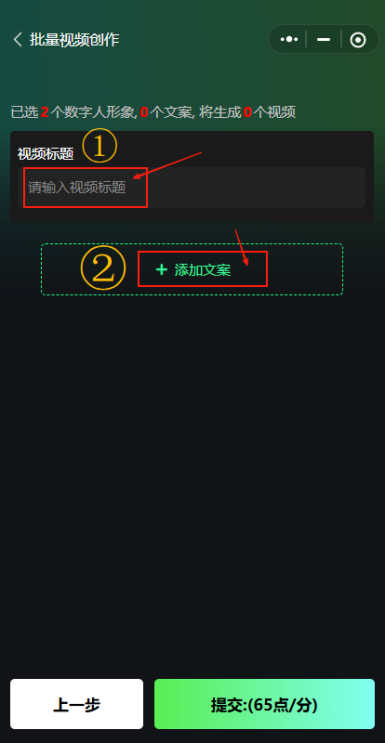 批量视频创作
已选2个数字人形象,0个文案, 将生成0个视频
视频标题 ①
请输入视频标题
② + 添加文案
上一步
提交:(65点/分)